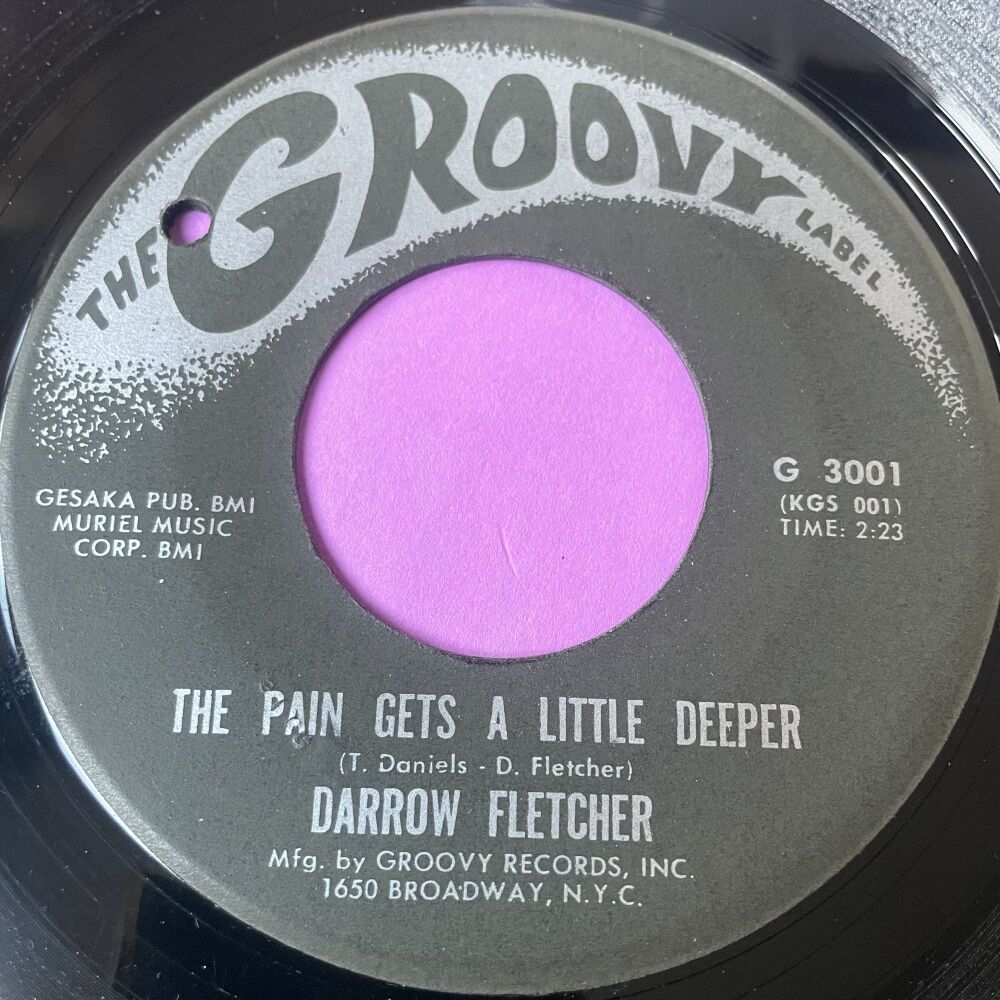 THE GROOVY LABEL
GESAKA PUB. BMI
MURIEL MUSIC
CORP. BMI
G 3001
(KGS 001)
TIME: 2:23
THE PAIN GETS A LITTLE DEEPER
(T. Daniels - D. Fletcher)
DARROW FLETCHER
Mfg. by GROOVY RECORDS, INC.
1650 BROADWAY, N.Y.C.